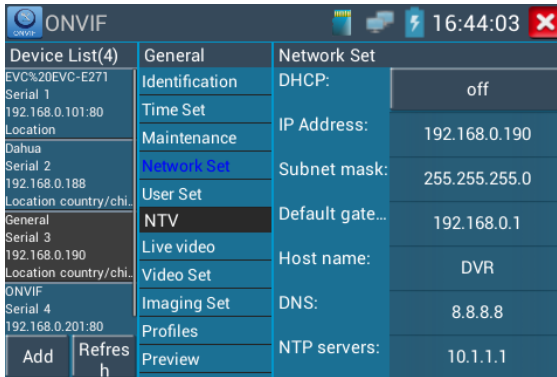 ONVIF
ONVIF
16:44:03
Device List(4)
EVC%20EVC-E271
Serial 1
192.168.0.101:80
Location
Dahua
Serial 2
192.168.0.188
Location country/chi..
General
Serial 3
192.168.0.190
Location country/chi..
ONVIF
Serial 4
192.168.0.201:80
Add
Refres
h
General
Identification
Time Set
Maintenance
Network Set
User Set
NTV
Live video
Video Set
Imaging Set
Profiles
Preview
Network Set
DHCP:
off
IP Address:
192.168.0.190
Subnet mask:
255.255.255.0
Default gate...
192.168.0.1
Host name:
DVR
DNS:
8.8.8.8
NTP servers:
10.1.1.1